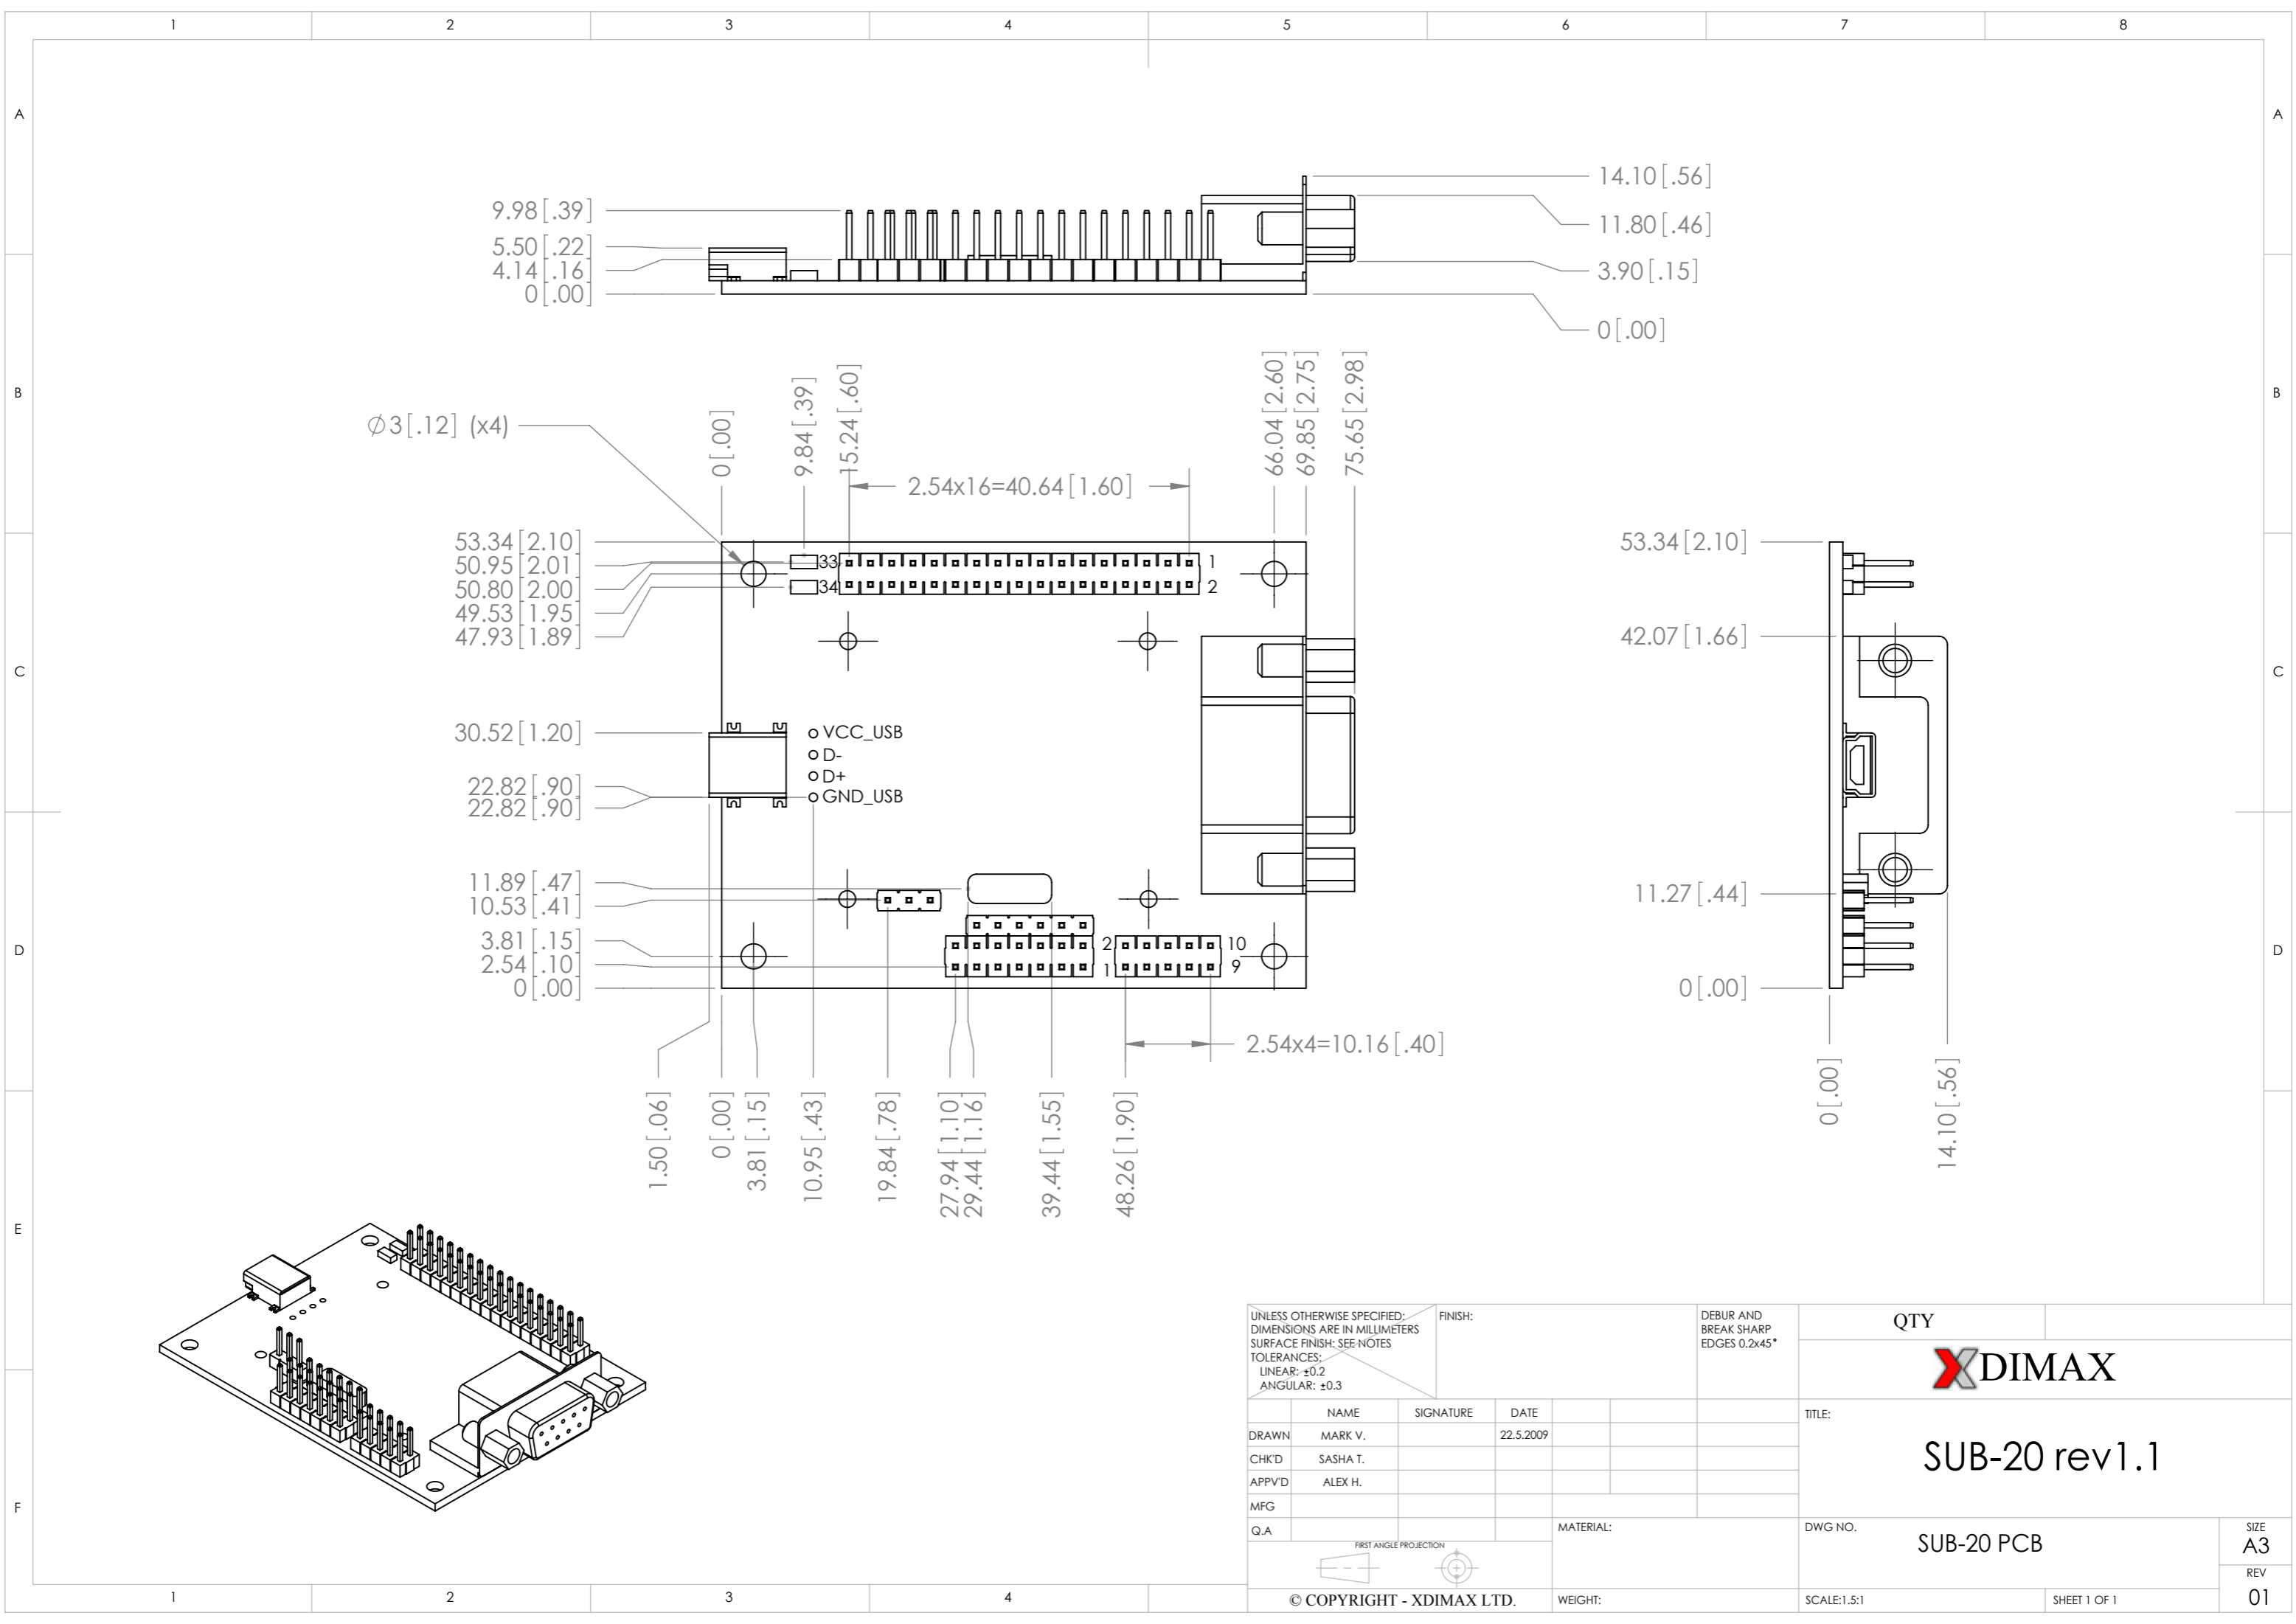 1 2 3 4 5 6 7 8
A A
14.10[.56]
9.98[.39]
11.80[.46]
5.50[.22]
4.14[.16]
3.90[.15]
0[.00]
0[.00]
B B
0[.00]
9.84[.39]
15.24[.60]
66.04[2.60]
69.85[2.75]
75.65[2.98]
∅3[.12] (x4)
2.54x16=40.64[1.60]
53.34[2.10]
50.95[2.01]
50.80[2.00]
49.53[1.95]
47.93[1.89]
33 1
34 2
53.34[2.10]
42.07[1.66]
C C
30.52[1.20]
VCC_USB
D-
D+
GND_USB
22.82[.90]
22.82[.90]
11.89[.47]
10.53[.41]
11.27[.44]
3.81[.15]
2.54[.10]
0[.00]
2 10
1 9
0[.00]
D D
2.54x4=10.16[.40]
1.50[.06]
0[.00]
3.81[.15]
10.95[.43]
19.84[.78]
27.94[1.10]
29.44[1.16]
39.44[1.55]
48.26[1.90]
0[.00]
14.10[.56]
E E
UNLESS OTHERWISE SPECIFIED:
DIMENSIONS ARE IN MILLIMETERS
SURFACE FINISH: SEE NOTES
TOLERANCES:
LINEAR: ±0.2
ANGULAR: ±0.3
FINISH:
DEBUR AND
BREAK SHARP
EDGES 0.2x45°
QTY
XDIMAX
NAME SIGNATURE DATE
DRAWN MARK V. 22.5.2009
CHK'D SASHA T.
APPV'D ALEX H.
MFG
Q.A
TITLE:
SUB-20 rev1.1
F
MATERIAL:
DWG NO.
SUB-20 PCB
SIZE
A3
FIRST ANGLE PROJECTION
REV
01
© COPYRIGHT - XDIMAX LTD.
WEIGHT:
SCALE:1.5:1
SHEET 1 OF 1
1 2 3 4